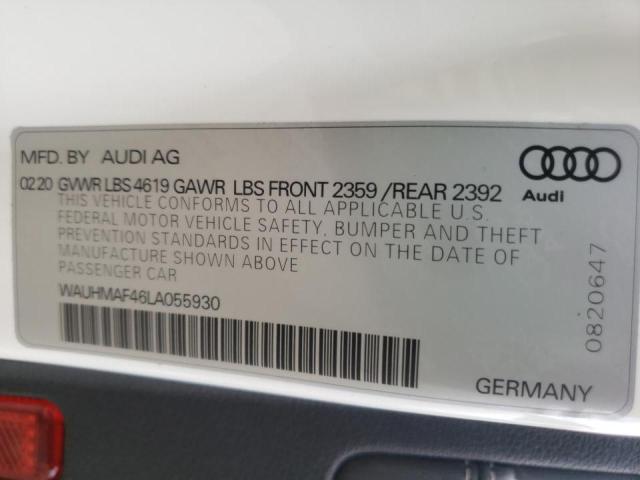 MFD. BY AUDI AG
0220 GVWR LBS 4619 GAWR LBS FRONT 2359 /REAR 2392
THIS VEHICLE CONFORMS TO ALL APPLICABLE U.S.
FEDERAL MOTOR VEHICLE SAFETY, BUMPER AND THEFT
PREVENTION STANDARDS IN EFFECT ON THE DATE OF
MANUFACTURE SHOWN ABOVE
PASSENGER CAR
WAUHMAF46LA055930
Audi
0820647
GERMANY